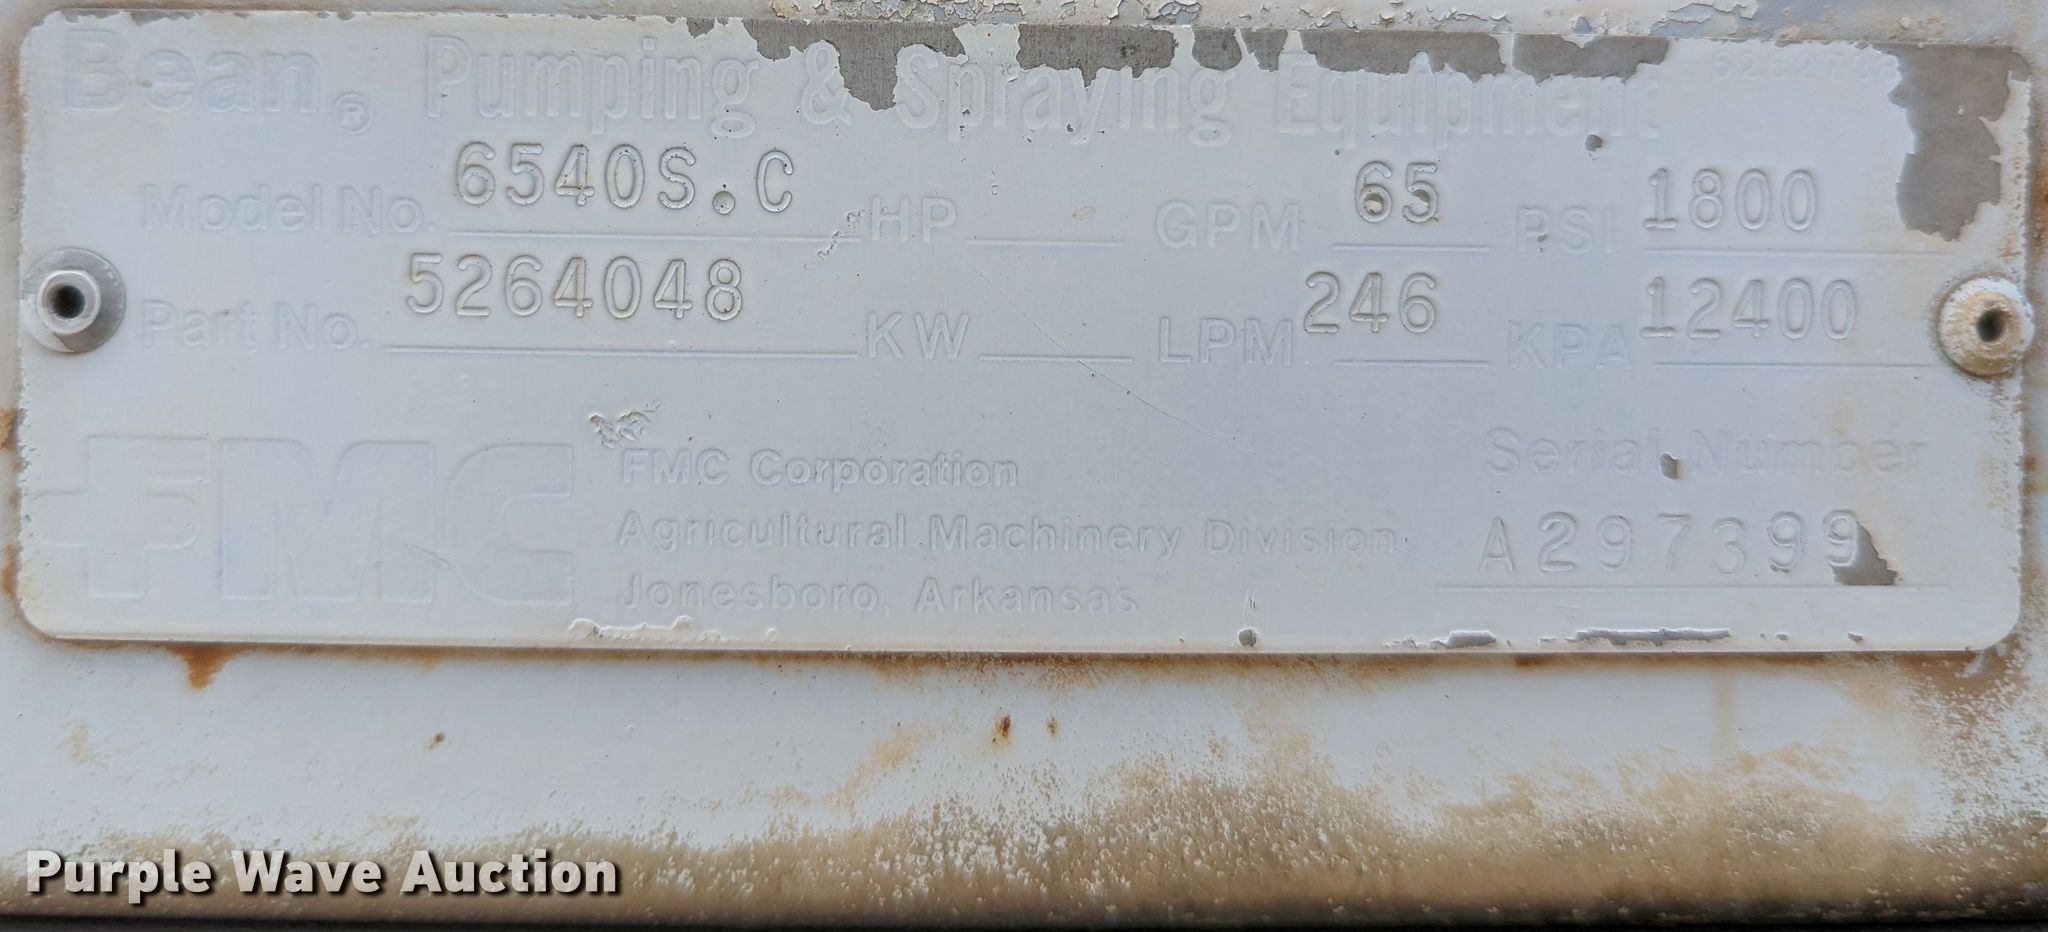 Bean® Pumping & Spraying Equipment
Model No. 6540S.C HP GPM 65 PSI 1800
Part No. 5264048 KW LPM 246 KPA 12400
FMC
FMC Corporation
Agricultural Machinery Division
Jonesboro, Arkansas
Serial Number
A297399
Purple Wave Auction